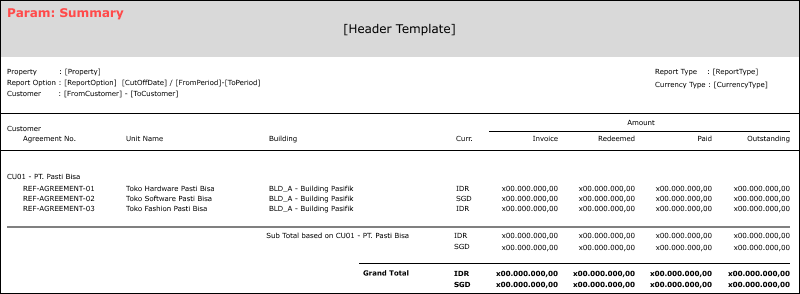 Param: Summary
[Header Template]
Property : [Property]
Report Type : [ReportType]
Report Option : [ReportOption] [CutOffDate] / [FromPeriod]-[ToPeriod]
Currency Type : [CurrencyType]
Customer : [FromCustomer] - [ToCustomer]
Amount
Customer
Agreement No. Unit Name Building Curr. Invoice Redeemed Paid Outstanding
CU01 - PT. Pasti Bisa
REF-AGREEMENT-01 Toko Hardware Pasti Bisa BLD_A - Building Pasifik IDR x00.000.000,00 x00.000.000,00 x00.000.000,00 x00.000.000,00
REF-AGREEMENT-02 Toko Software Pasti Bisa BLD_A - Building Pasifik SGD x00.000.000,00 x00.000.000,00 x00.000.000,00 x00.000.000,00
REF-AGREEMENT-03 Toko Fashion Pasti Bisa BLD_A - Building Pasifik IDR x00.000.000,00 x00.000.000,00 x00.000.000,00 x00.000.000,00
Sub Total based on CU01 - PT. Pasti Bisa IDR x00.000.000,00 x00.000.000,00 x00.000.000,00 x00.000.000,00
SGD x00.000.000,00 x00.000.000,00 x00.000.000,00 x00.000.000,00
Grand Total IDR x00.000.000,00 x00.000.000,00 x00.000.000,00 x00.000.000,00
SGD x00.000.000,00 x00.000.000,00 x00.000.000,00 x00.000.000,00